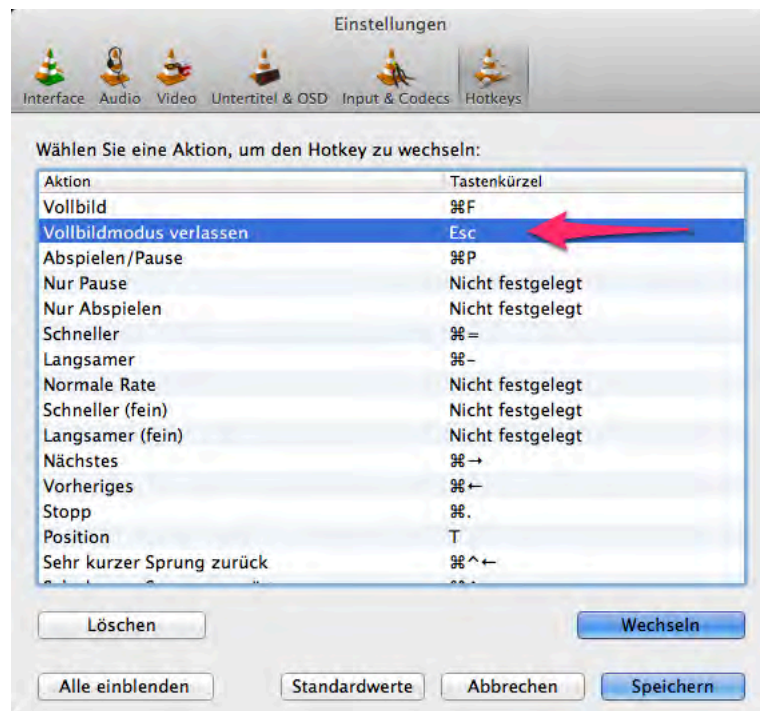 Einstellungen
Interface Audio Video Untertitel & OSD Input & Codecs Hotkeys
Wählen Sie eine Aktion, um den Hotkey zu wechseln:
Aktion Tastenkürzel
Vollbild ⌘F
Vollbildmodus verlassen Esc
Abspielen/Pause ⌘P
Nur Pause Nicht festgelegt
Nur Abspielen Nicht festgelegt
Schneller ⌘=
Langsamer ⌘-
Normale Rate Nicht festgelegt
Schneller (fein) Nicht festgelegt
Langsamer (fein) Nicht festgelegt
Nächstes ⌘→
Vorheriges ⌘←
Stopp ⌘.
Position T
Sehr kurzer Sprung zurück ⌘^←
Löschen Wechseln
Alle einblenden Standardwerte Abbrechen Speichern